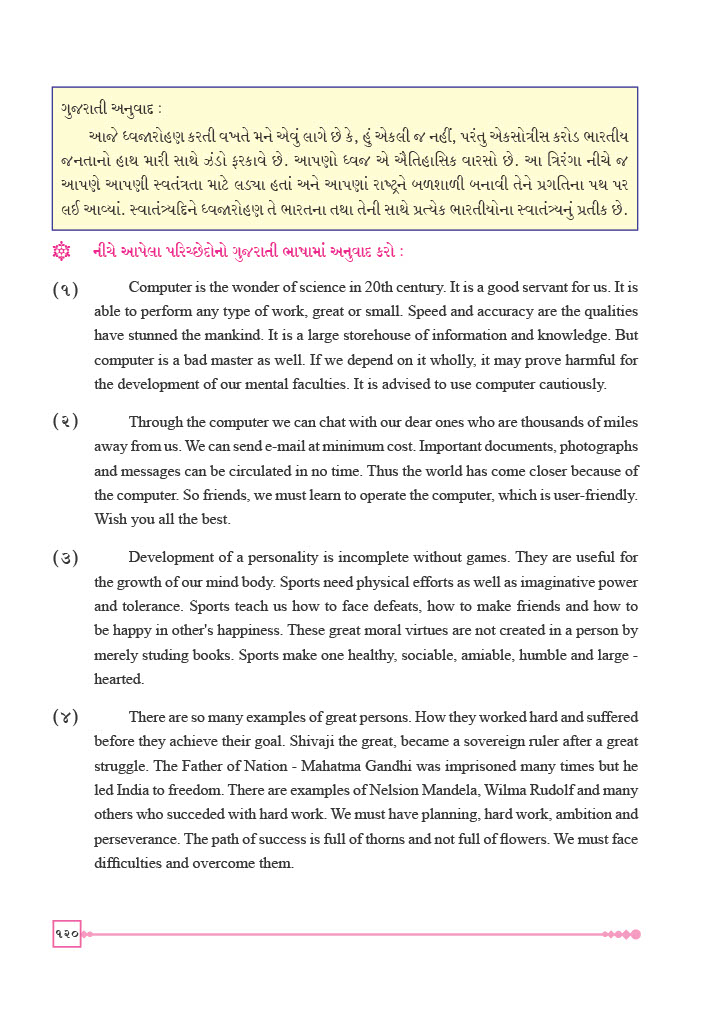 ગુજરાતી અનુવાદ :
આજે ધ્વજારોહણ કરતી વખતે મને એવું લાગે છે કે, હું એકલી જ નહીં, પરંતુ એકસોત્રીસ કરોડ ભારતીય
જનતાનો હાથ મારી સાથે ઝંડો ફરકાવે છે. આપણો ધ્વજ એ ઐતિહાસિક વારસો છે. આ ત્રિરંગા નીચે જ
આપણે આપણી સ્વતંત્રતા માટે લડ્યા હતાં અને આપણાં રાષ્ટ્રને બળશાળી બનાવી તેને પ્રગતિના પથ પર
લઈ આવ્યાં. સ્વાતંત્ર્યદિને ધ્વજારોહણ તે ભારતના તથા તેની સાથે પ્રત્યેક ભારતીયોના સ્વાતંત્ર્યનું પ્રતીક છે.
નીચે આપેલા પરિચ્છેદોનો ગુજરાતી ભાષામાં અનુવાદ કરો :
(૧) Computer is the wonder of science in 20th century. It is a good servant for us. It is
able to perform any type of work, great or small. Speed and accuracy are the qualities
have stunned the mankind. It is a large storehouse of information and knowledge. But
computer is a bad master as well. If we depend on it wholly, it may prove harmful for
the development of our mental faculties. It is advised to use computer cautiously.
(૨) Through the computer we can chat with our dear ones who are thousands of miles
away from us. We can send e-mail at minimum cost. Important documents, photographs
and messages can be circulated in no time. Thus the world has come closer because of
the computer. So friends, we must learn to operate the computer, which is user-friendly.
Wish you all the best.
(૩) Development of a personality is incomplete without games. They are useful for
the growth of our mind body. Sports need physical efforts as well as imaginative power
and tolerance. Sports teach us how to face defeats, how to make friends and how to
be happy in other's happiness. These great moral virtues are not created in a person by
merely studing books. Sports make one healthy, sociable, amiable, humble and large -
hearted.
(૪) There are so many examples of great persons. How they worked hard and suffered
before they achieve their goal. Shivaji the great, became a sovereign ruler after a great
struggle. The Father of Nation - Mahatma Gandhi was imprisoned many times but he
led India to freedom. There are examples of Nelsion Mandela, Wilma Rudolf and many
others who succeded with hard work. We must have planning, hard work, ambition and
perseverance. The path of success is full of thorns and not full of flowers. We must face
difficulties and overcome them.
૧૨૦